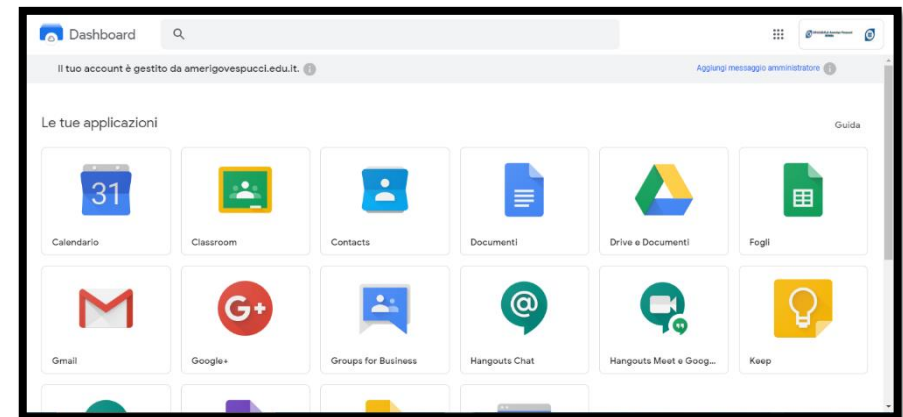 Dashboard
Il tuo account è gestito da amerigovespucci.edu.it.
Aggiungi messaggio amministratore
Le tue applicazioni
Guida
31
Calendario
Classroom
Contacts
Documenti
Drive e Documenti
Fogli
G+
@
Gmail
Google+
Groups for Business
Hangouts Chat
Hangouts Meet e Goog...
Keep